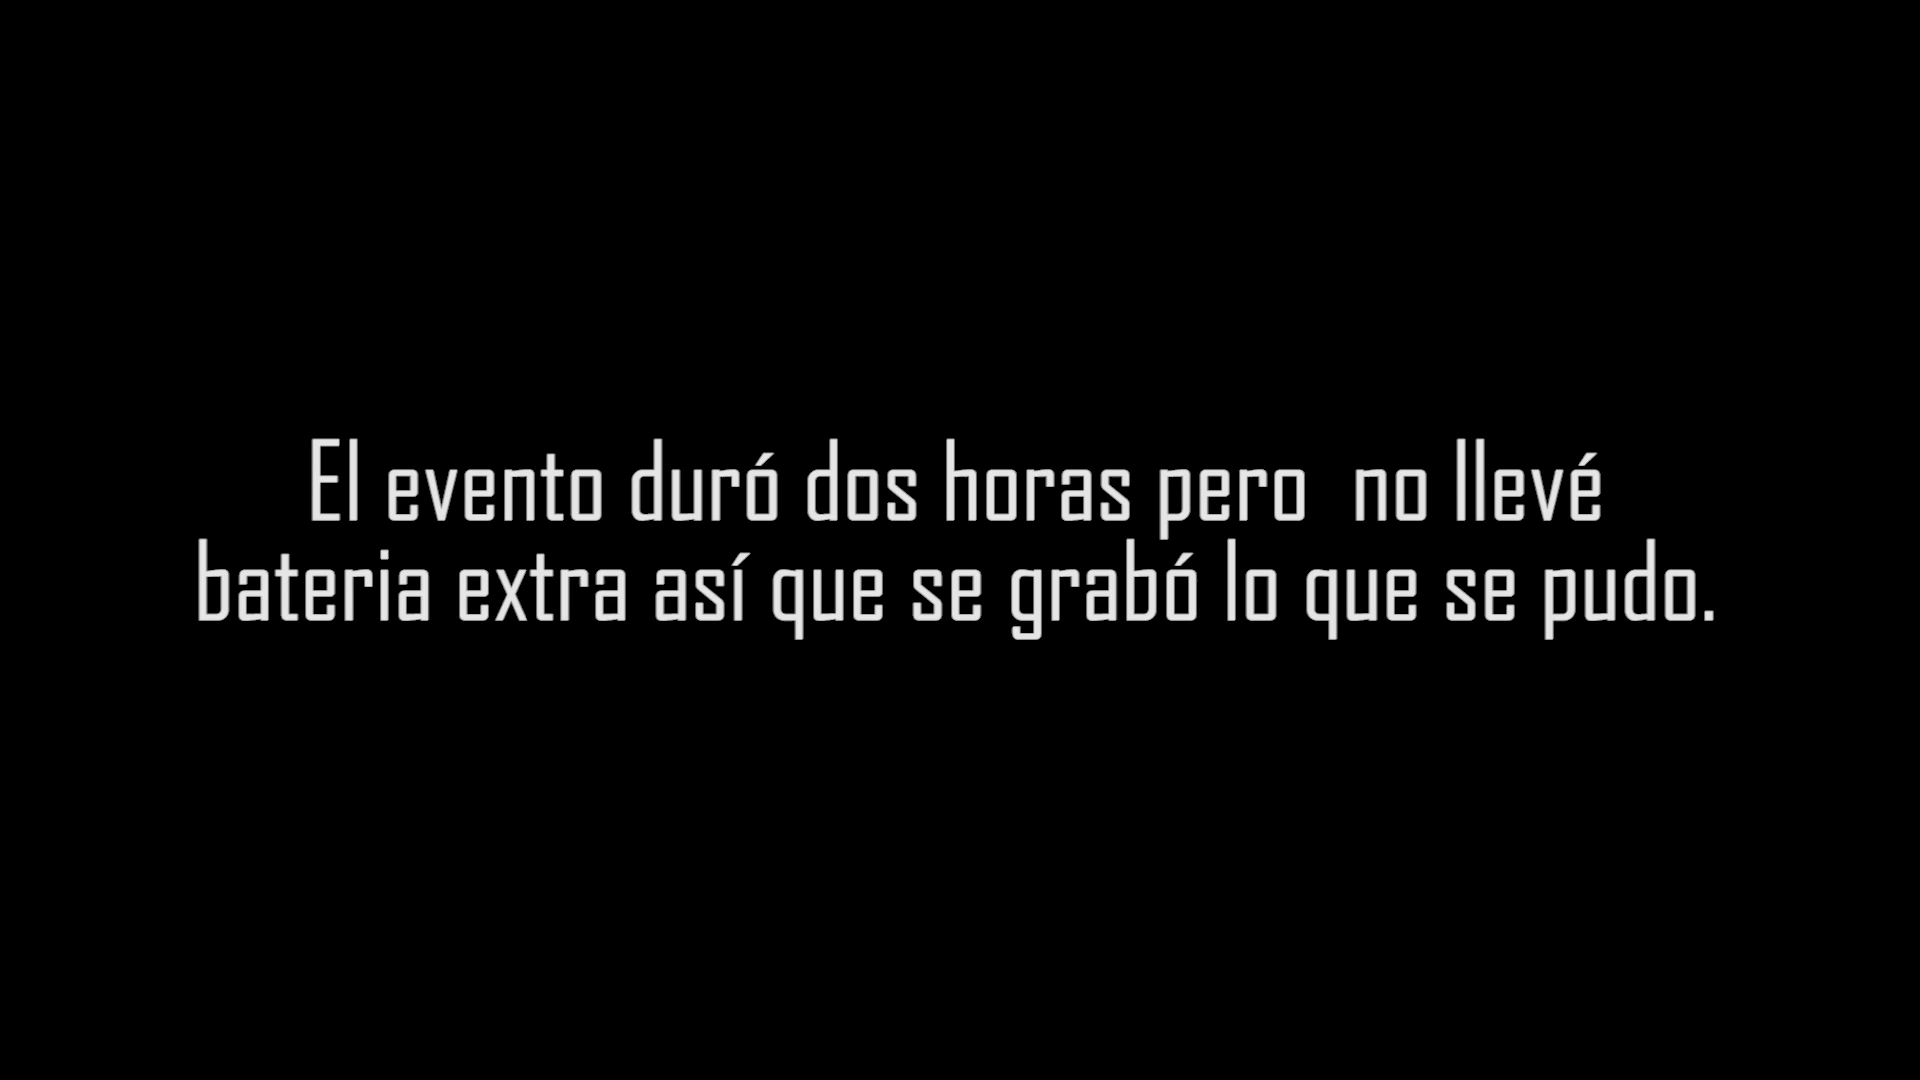 El evento duró dos horas pero  no llevé
bateria extra así que se grabó lo que se pudo.